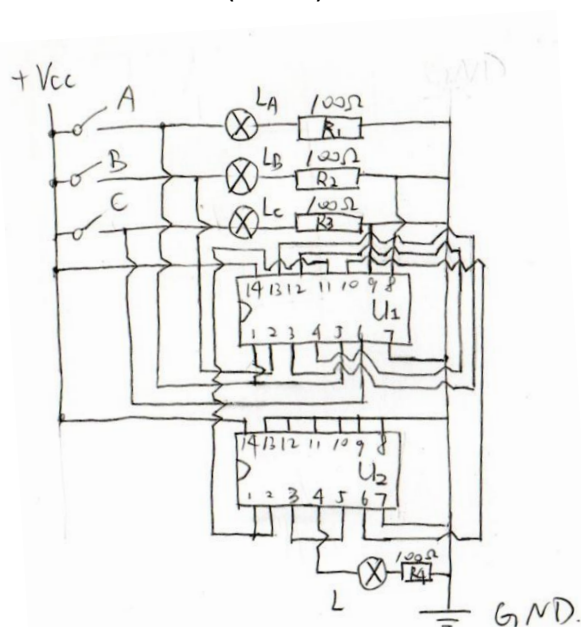 +Vcc
A
LA
100Ω
R1
B
LB
100Ω
R2
C
Lc
100Ω
R3
14 13 12 11 10 9 8
U1
1 2 3 4 5 6 7
14 13 12 11 10 9 8
U2
1 2 3 4 5 6 7
L
100Ω
R4
GND.